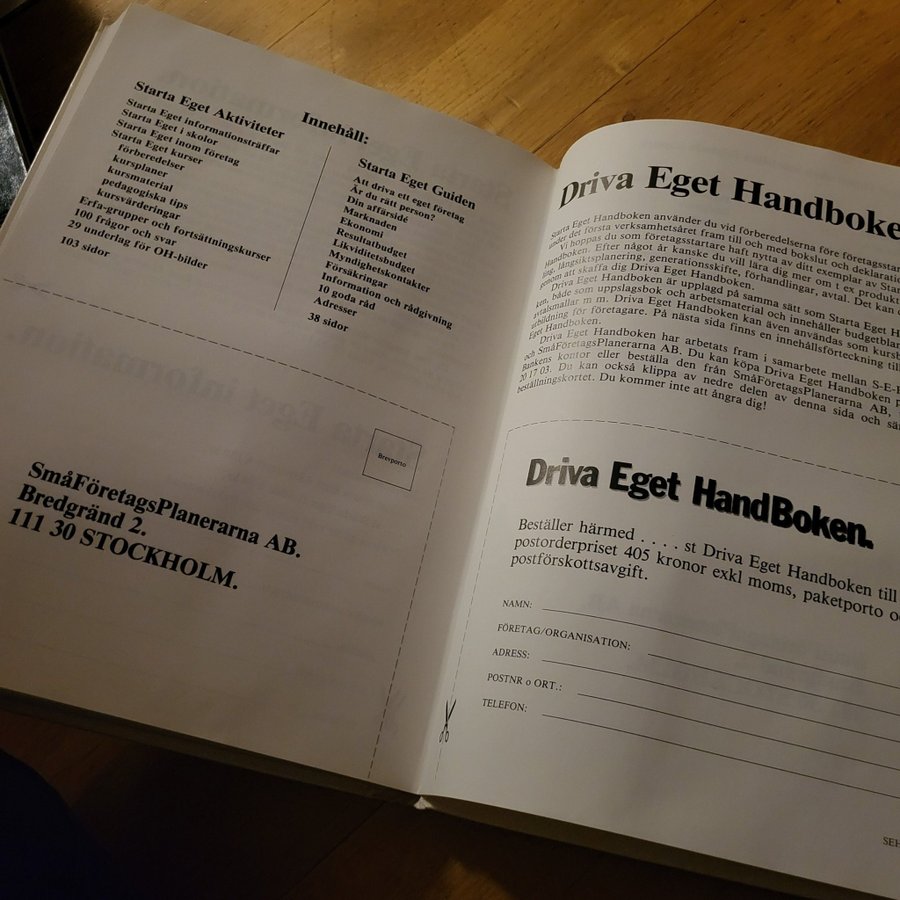 Innehåll:
Starta Eget Aktiviteter
Starta Eget informationsträffar
Starta Eget i skolor
Starta Eget inom företag
Starta Eget kurser
förberedelser
kursplaner
kursmaterial
pedagogiska tips
kursvärderingar
Erfa-grupper och fortsättningskurser
100 frågor och svar
29 underlag för OH-bilder
103 sidor
Starta Eget Guiden
Att driva ett eget företag
Är du rätt person?
Din affärsidé
Marknaden
Ekonomi
Resultatbudget
Likviditetsbudget
Myndighetskontakter
Försäkringar
Information och rådgivning
10 goda råd
Adresser
38 sidor
Brevporto
SmåFöretagsPlanerarna AB.
Bredgränd 2.
111 30 STOCKHOLM.
Driva Eget Handboke
Starta Eget Handboken använder du vid förberedelserna före företagsstar
under det första verksamhetsåret fram till och med bokslut och deklaratio
Vi hoppas du som företagsstartare haft nytta av ditt exemplar av Star
Handboken. Efter något år kanske du vill lära dig mer om t ex produkt
ing, långsiktsplanering, generationsskifte, förhandlingar, avtal. Det kan d
genom att skaffa dig Driva Eget Handboken.
Driva Eget Handboken är upplagd på samma sätt som Starta Eget H
ken, både som uppslagsbok och arbetsmaterial och innehåller budgetblan
avtalsmallar m m. Driva Eget Handboken kan även användas som kursb
utbildning för företagare. På nästa sida finns en innehållsförteckning till
Eget Handboken.
Driva Eget Handboken har arbetats fram i samarbete mellan S-E-B
och SmåFöretagsPlanerarna AB. Du kan köpa Driva Eget Handboken p
Bankens kontor eller beställa den från SmåFöretagsPlanerarna AB,
20 17 03. Du kan också klippa av nedre delen av denna sida och sä
beställningskortet. Du kommer inte att ångra dig!
Driva Eget HandBoken.
Beställer härmed . . . . st Driva Eget Handboken till
postorderpriset 405 kronor exkl moms, paketporto oc
postförskottsavgift.
NAMN:
FÖRETAG/ORGANISATION:
ADRESS:
POSTNR o ORT.:
TELEFON:
SEH